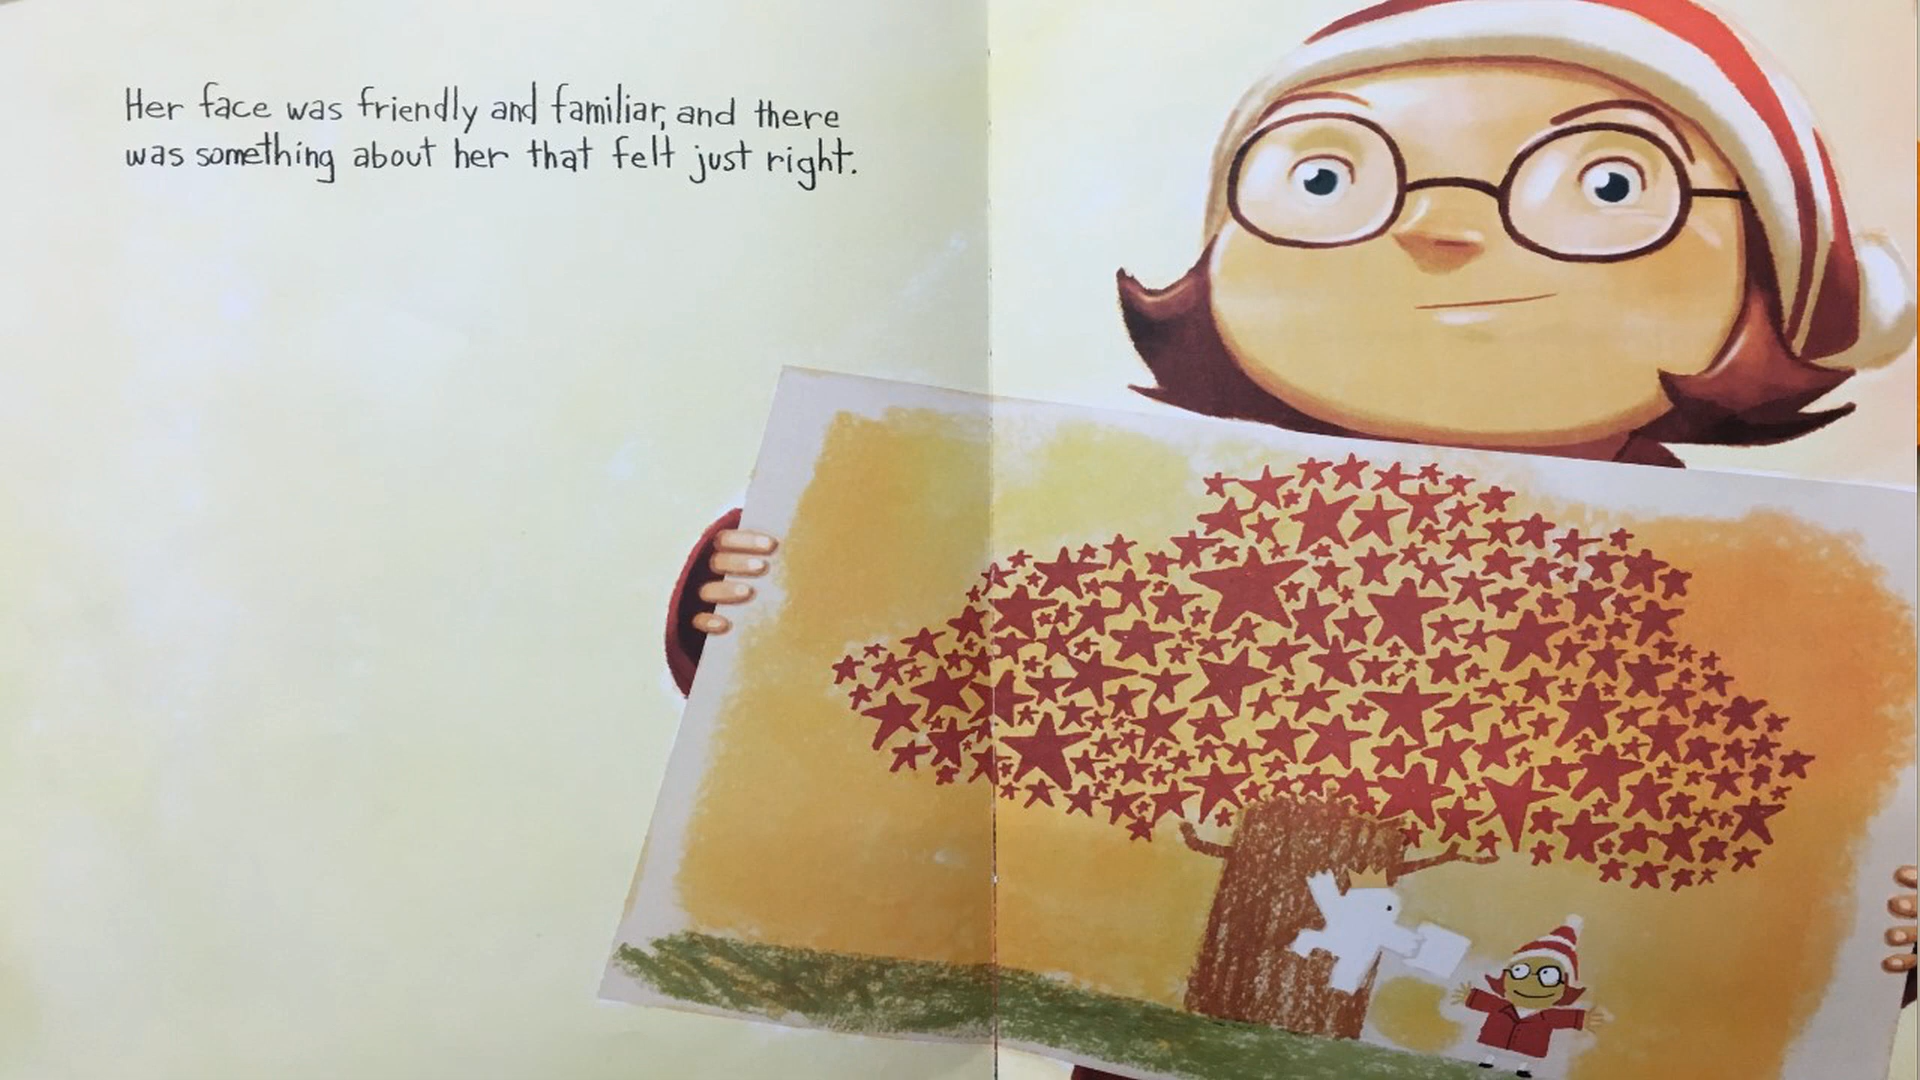 Her face was friendly and familiar, and there
was something about her that felt just right.